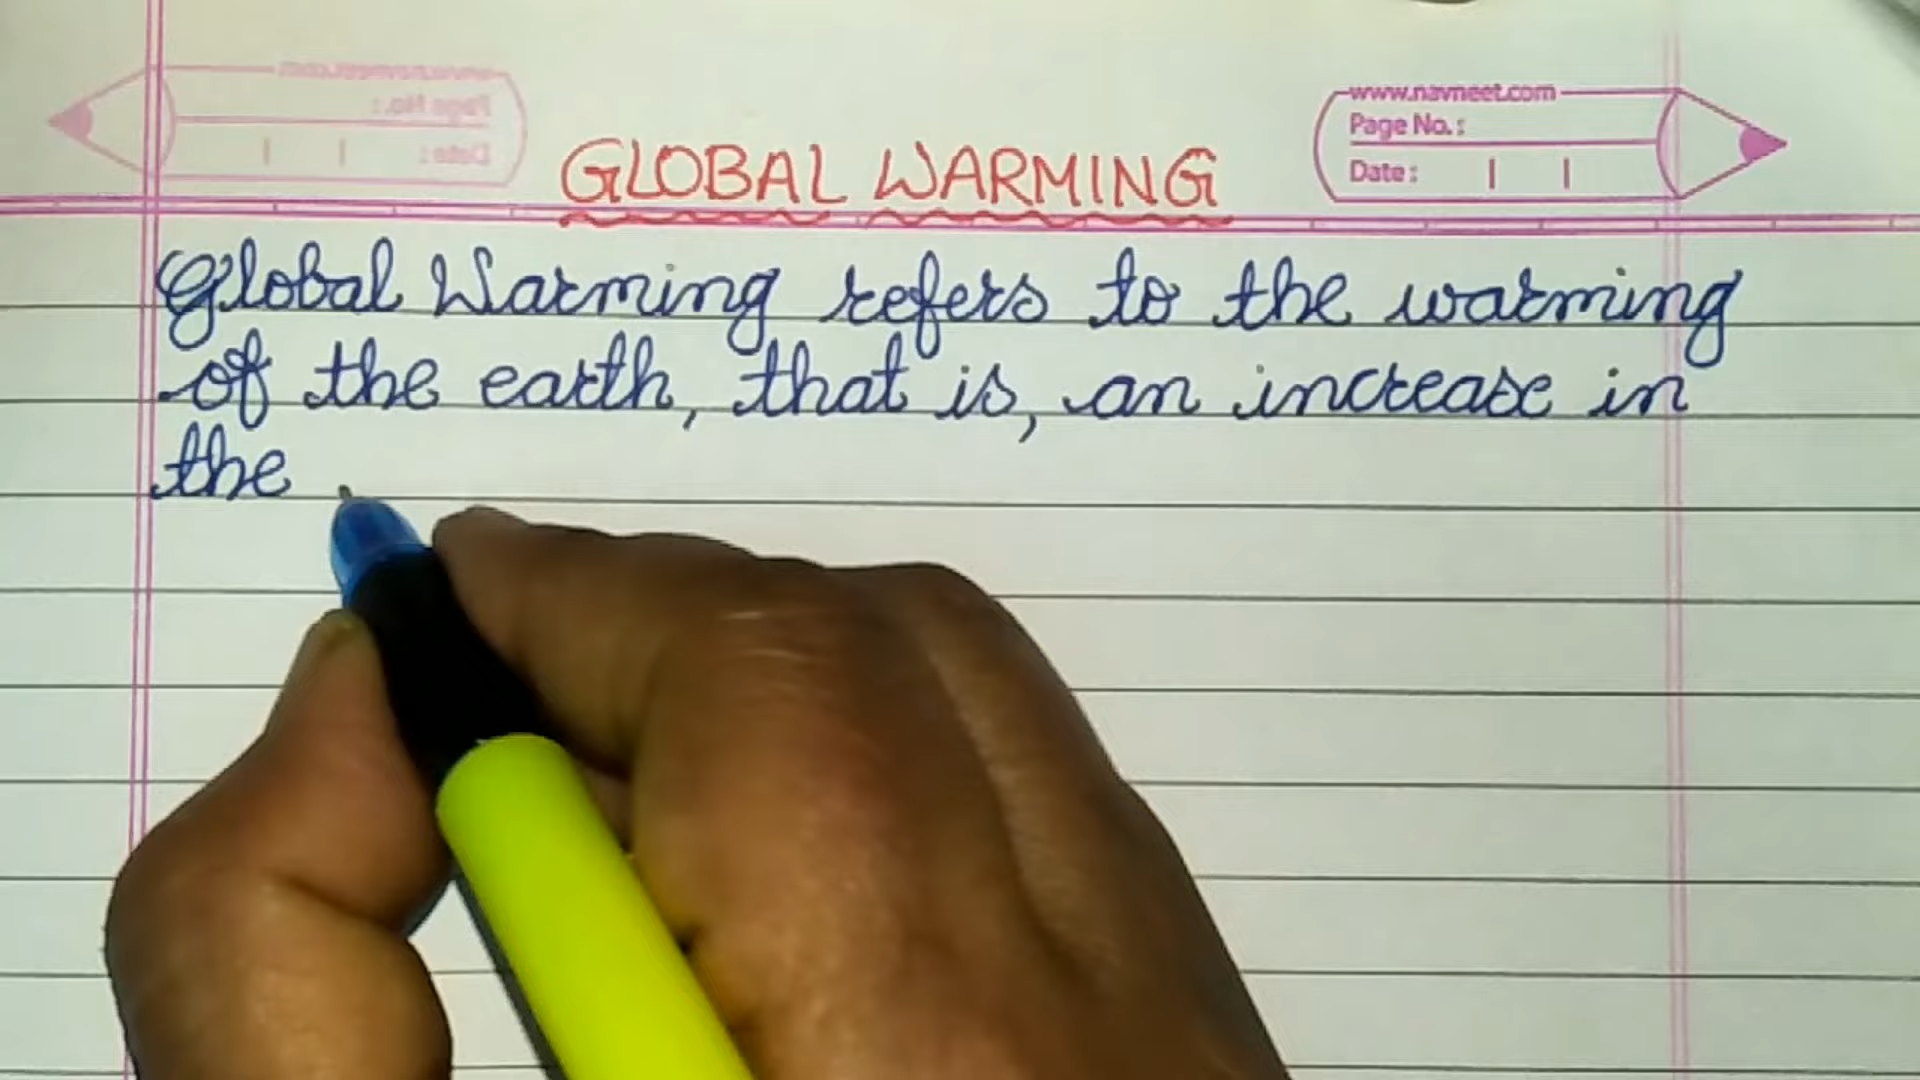 www.navneet.com
Page No. :
Date :
GLOBAL WARMING
Global Warming refers to the warming
of the earth, that is, an increase in
the